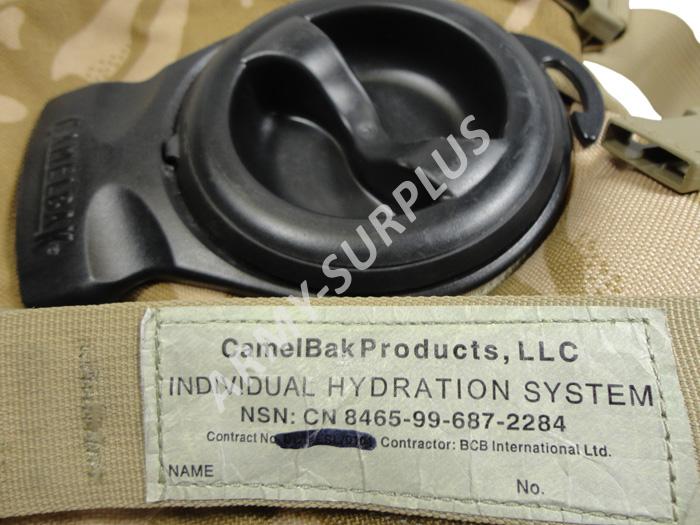 CAMELBAK®
ARMY-SURPLUS
CamelBak Products, LLC
INDIVIDUAL HYDRATION SYSTEM
NSN: CN 8465-99-687-2284
Contract No. Contractor: BCB International Ltd.
NAME
No.